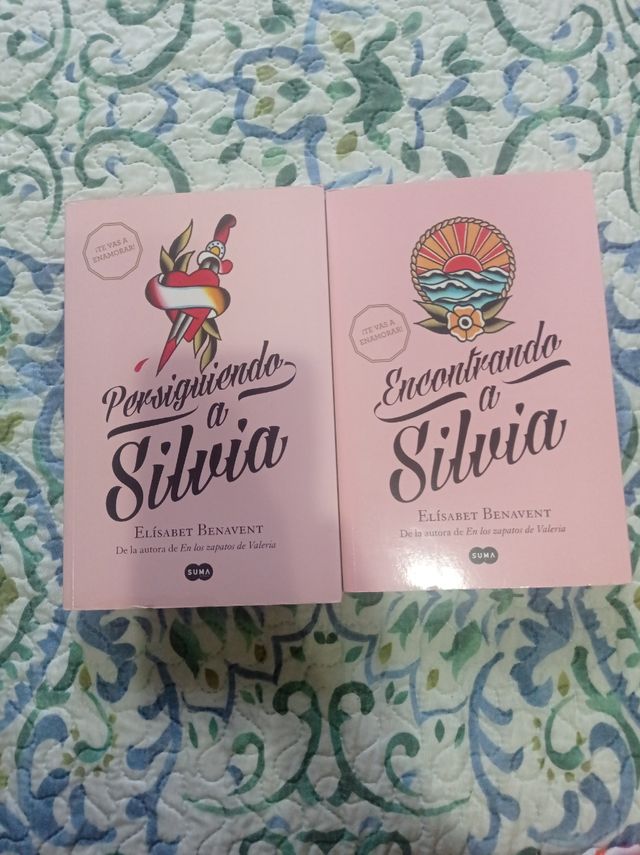 ¡TE VAS A
ENAMORAR!
Persiguiendo
a
Silvia
ELÍSABET BENAVENT
De la autora de En los zapatos de Valeria
SUMA
¡TE VAS A
ENAMORAR!
Encontrando
a
Silvia
ELÍSABET BENAVENT
De la autora de En los zapatos de Valeria
SUMA